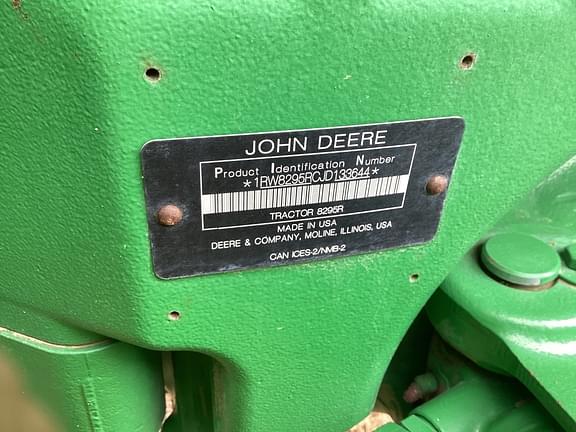 JOHN DEERE
Product Identification Number
*1RW8295RCJD133644*
TRACTOR 8295R
MADE IN USA
DEERE & COMPANY, MOLINE, ILLINOIS, USA
CAN ICES-2/NMB-2